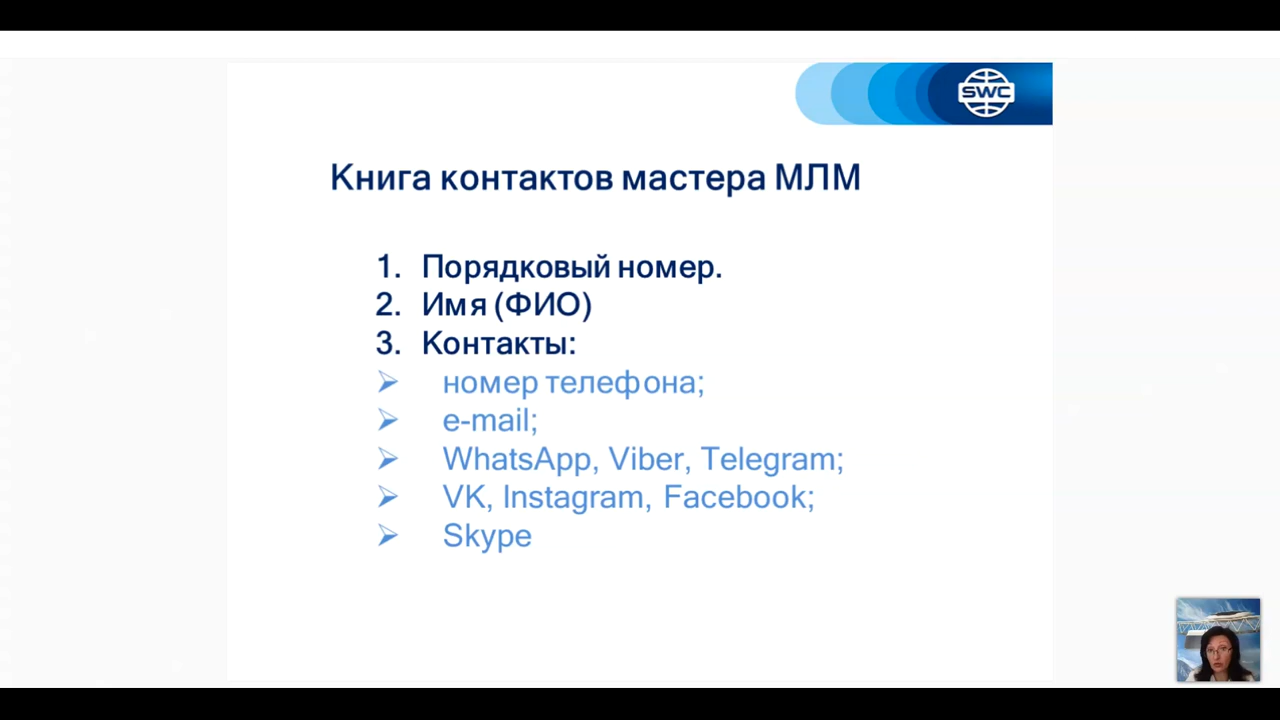 SWC
Книга контактов мастера МЛМ
1. Порядковый номер.
2. Имя (ФИО)
3. Контакты:
номер телефона;
e-mail;
WhatsApp, Viber, Telegram;
VK, Instagram, Facebook;
Skype